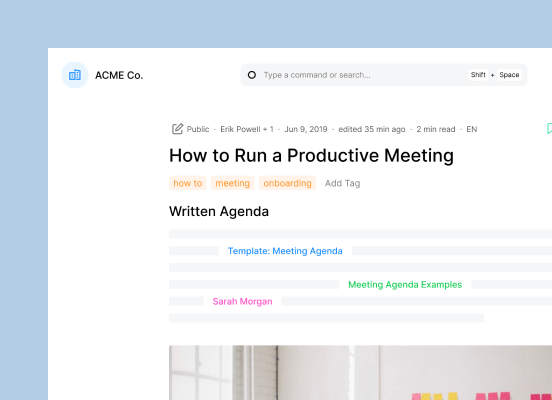 ACME Co.
Type a command or search...
Shift + Space
Public · Erik Powell + 1 · Jun 9, 2019 · edited 35 min ago · 2 min read · EN
How to Run a Productive Meeting
how to meeting onboarding Add Tag
Written Agenda
Template: Meeting Agenda
Meeting Agenda Examples
Sarah Morgan